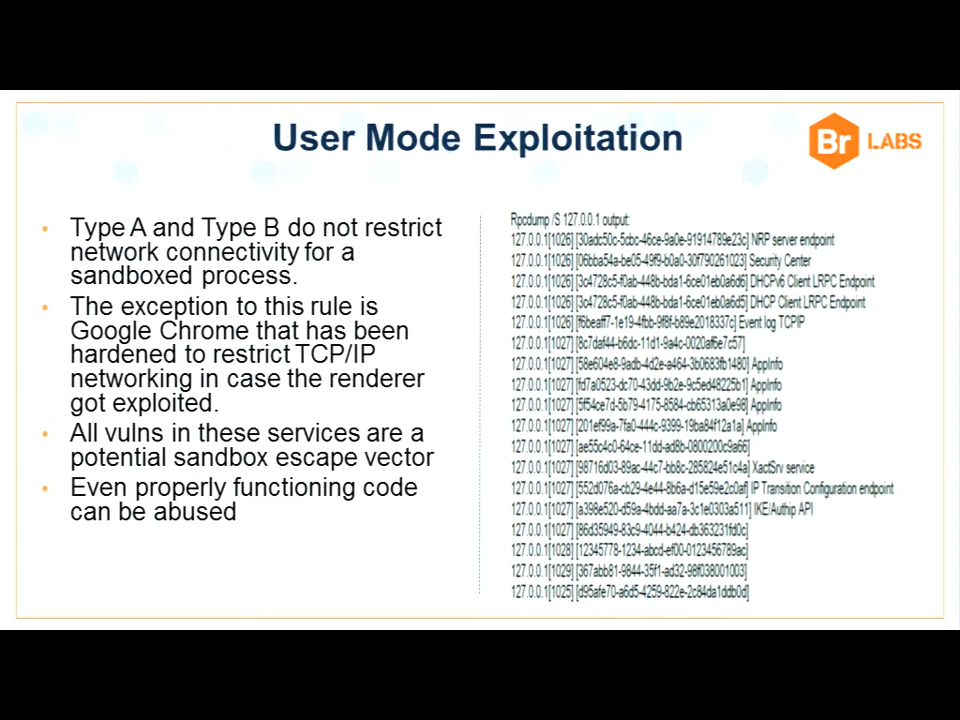 User Mode Exploitation
Br LABS
• Type A and Type B do not restrict
network connectivity for a
sandboxed process.
• The exception to this rule is
Google Chrome that has been
hardened to restrict TCP/IP
networking in case the renderer
got exploited.
• All vulns in these services are a
potential sandbox escape vector
• Even properly functioning code
can be abused
Rpcdump /S 127.0.0.1 output:
127.0.0.1[1026] [30adc50c-5cbc-46ce-9a0e-91914789e23c] NRP server endpoint
127.0.0.1[1026] [06bba54a-be05-49f9-b0a0-30f790261023] Security Center
127.0.0.1[1026] [3c4728c5-f0ab-448b-bda1-6ce01eb0a6d6] DHCPv6 Client LRPC Endpoint
127.0.0.1[1026] [3c4728c5-f0ab-448b-bda1-6ce01eb0a6d5] DHCP Client LRPC Endpoint
127.0.0.1[1026] [f6beaff7-1e19-4fbb-9f8f-b89e2018337c] Event log TCPIP
127.0.0.1[1027] [8c7daf44-b6dc-11d1-9a4c-0020af6e7c57]
127.0.0.1[1027] [58e604e8-9adb-4d2e-a464-3b0683fb1480] AppInfo
127.0.0.1[1027] [fd7a0523-dc70-43dd-9b2e-9c5ed48225b1] AppInfo
127.0.0.1[1027] [5f54ce7d-5b79-4175-8584-cb65313a0e98] AppInfo
127.0.0.1[1027] [201ef99a-7fa0-444c-9399-19ba84f12a1a] AppInfo
127.0.0.1[1027] [ae55c4c0-64ce-11dd-ad8b-0800200c9a66]
127.0.0.1[1027] [98716d03-89ac-44c7-bb8c-285824e51c4a] XactSrv service
127.0.0.1[1027] [552d076a-cb29-4e44-8b6a-d15e59e2c0af] IP Transition Configuration endpoint
127.0.0.1[1027] [a398e520-d59a-4bdd-aa7a-3c1e0303a511] IKE/Authip API
127.0.0.1[1027] [86d35949-83c9-4044-b424-db363231fd0c]
127.0.0.1[1028] [12345778-1234-abcd-ef00-0123456789ac]
127.0.0.1[1029] [367abb81-9844-35f1-ad32-98f038001003]
127.0.0.1[1025] [d95afe70-a6d5-4259-822e-2c84da1ddb0d]